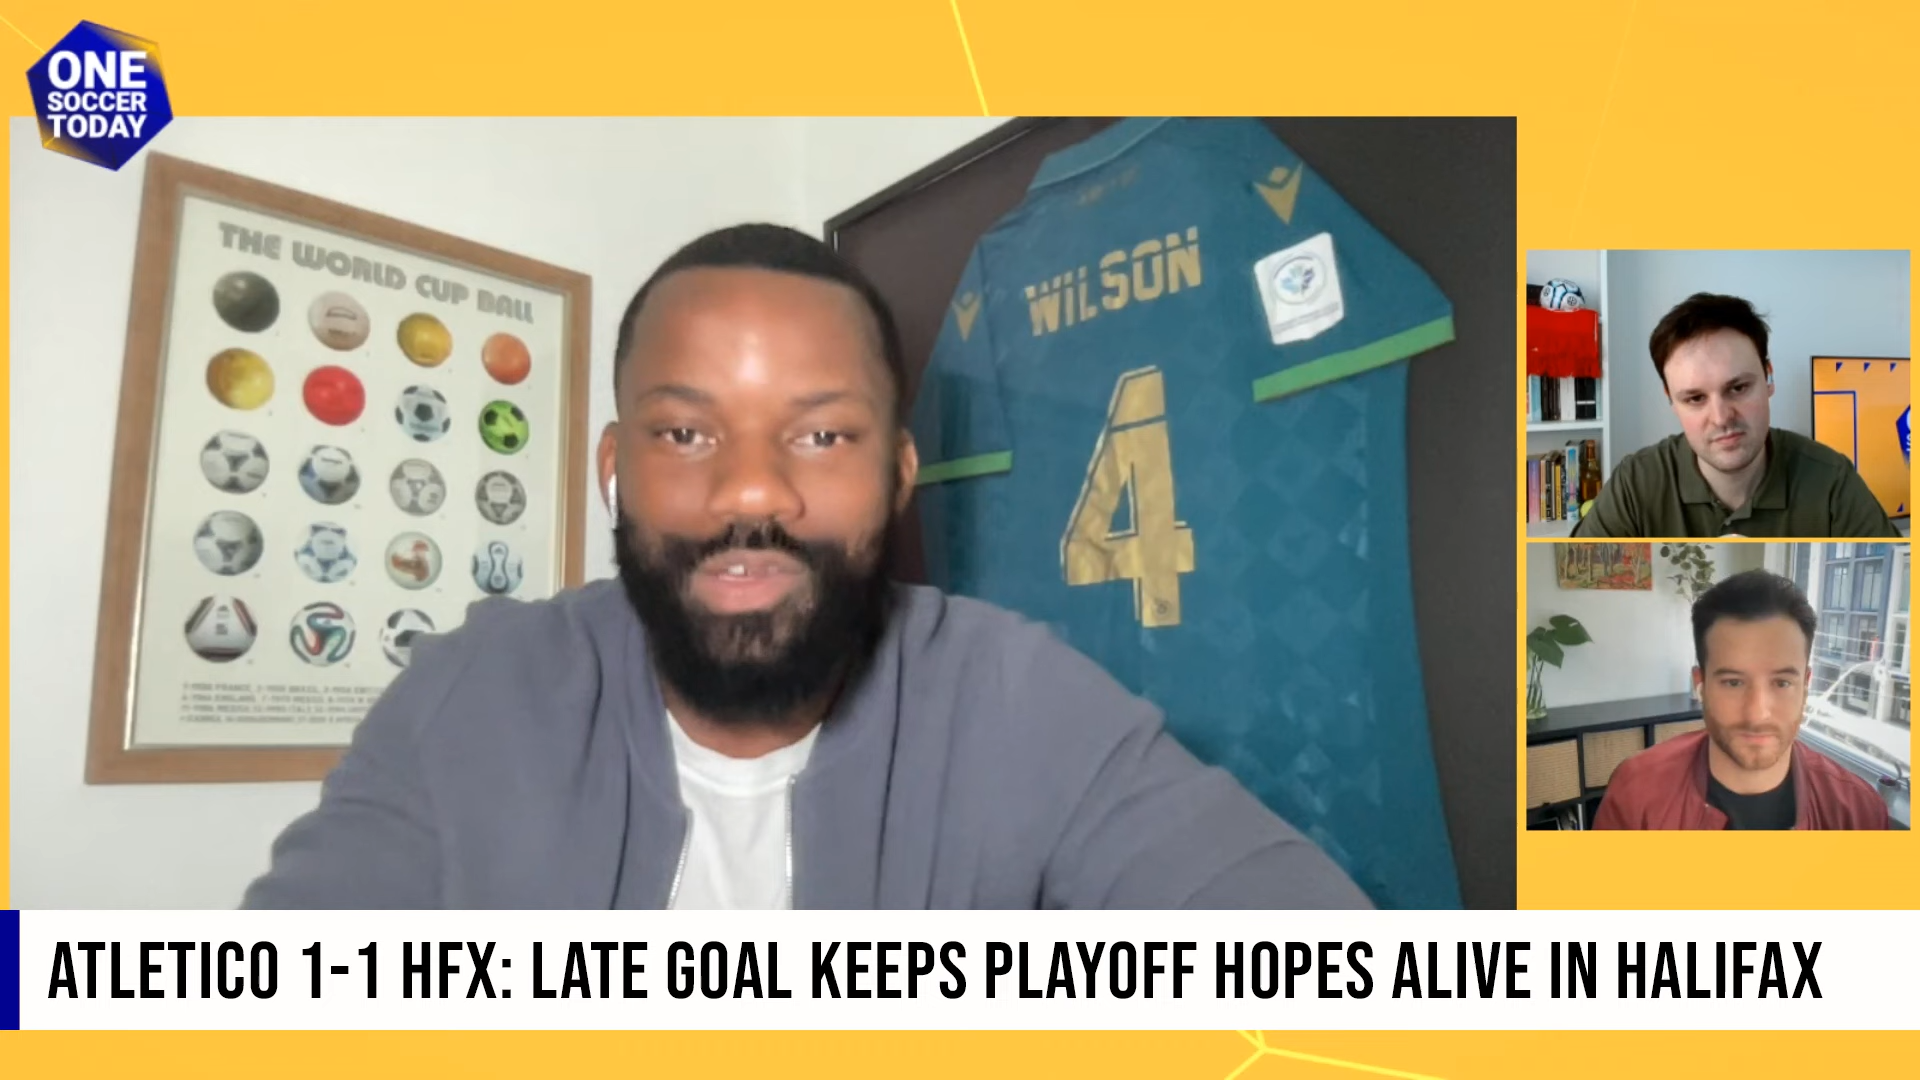 ONE
SOCCER
TODAY
THE WORLD CUP BALL
WILSON
4
ATLETICO 1-1 HFX: LATE GOAL KEEPS PLAYOFF HOPES ALIVE IN HALIFAX